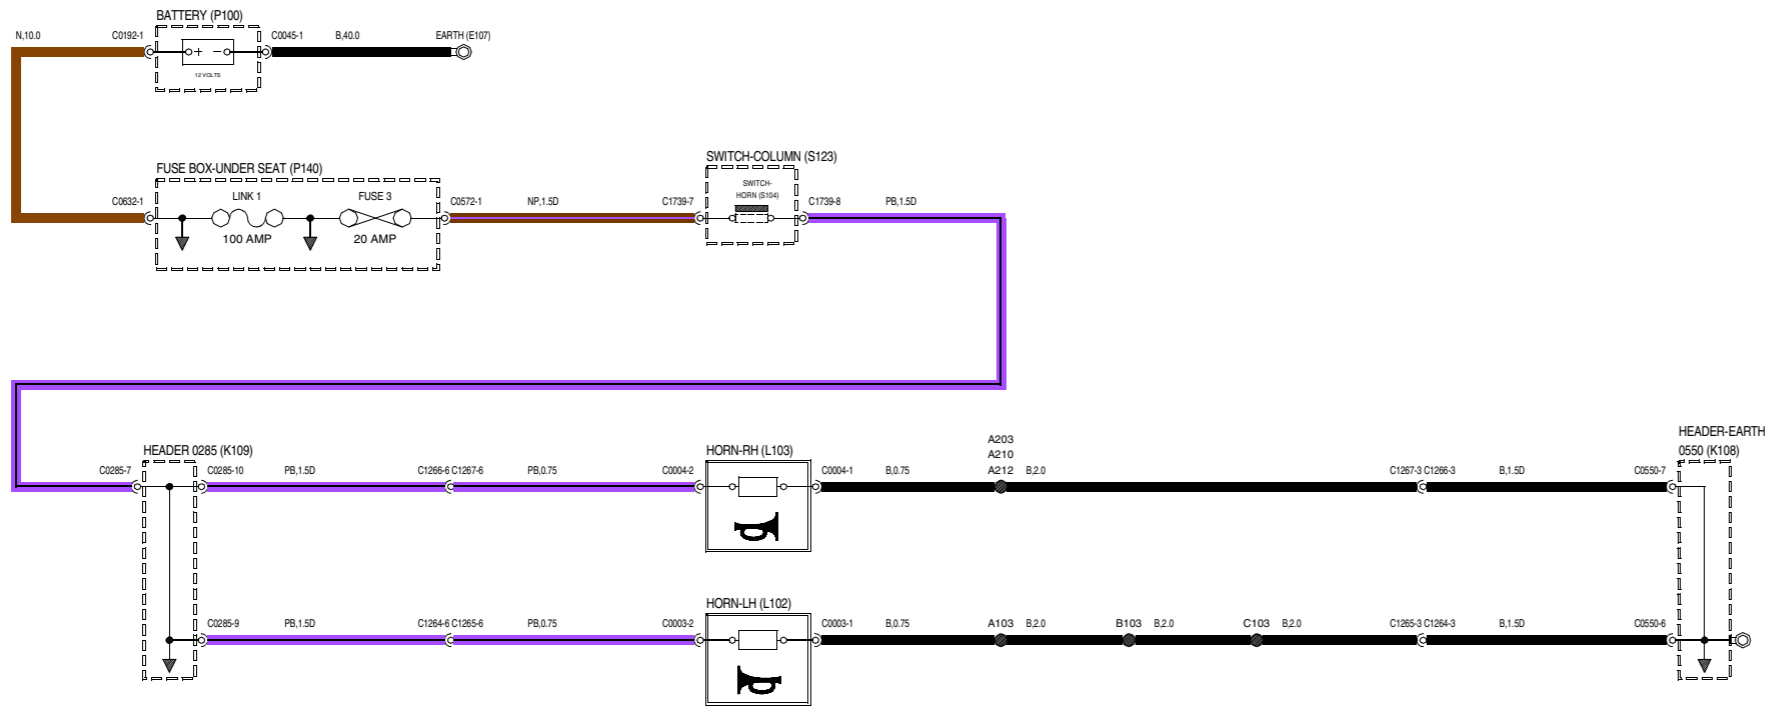 BATTERY (P100)
N,10.0
C0192-1
C0045-1
B,40.0
EARTH (E107)
+ −
12 VOLTS
FUSE BOX-UNDER SEAT (P140)
SWITCH-COLUMN (S123)
C0632-1
LINK 1
FUSE 3
C0572-1
NP,1.5D
C1739-7
SWITCH-
HORN (S104)
C1739-8
PB,1.5D
100 AMP
20 AMP
HEADER 0285 (K109)
HORN-RH (L103)
A203
A210
A212
B,2.0
HEADER-EARTH
0550 (K108)
C0285-7
C0285-10
PB,1.5D
C1266-6 C1267-6
PB,0.75
C0004-2
C0004-1
B,0.75
C1267-3 C1266-3
B,1.5D
C0550-7
HORN-LH (L102)
C0285-9
PB,1.5D
C1264-6 C1265-6
PB,0.75
C0003-2
C0003-1
B,0.75
A103
B,2.0
B103
B,2.0
C103
B,2.0
C1265-3 C1264-3
B,1.5D
C0550-6